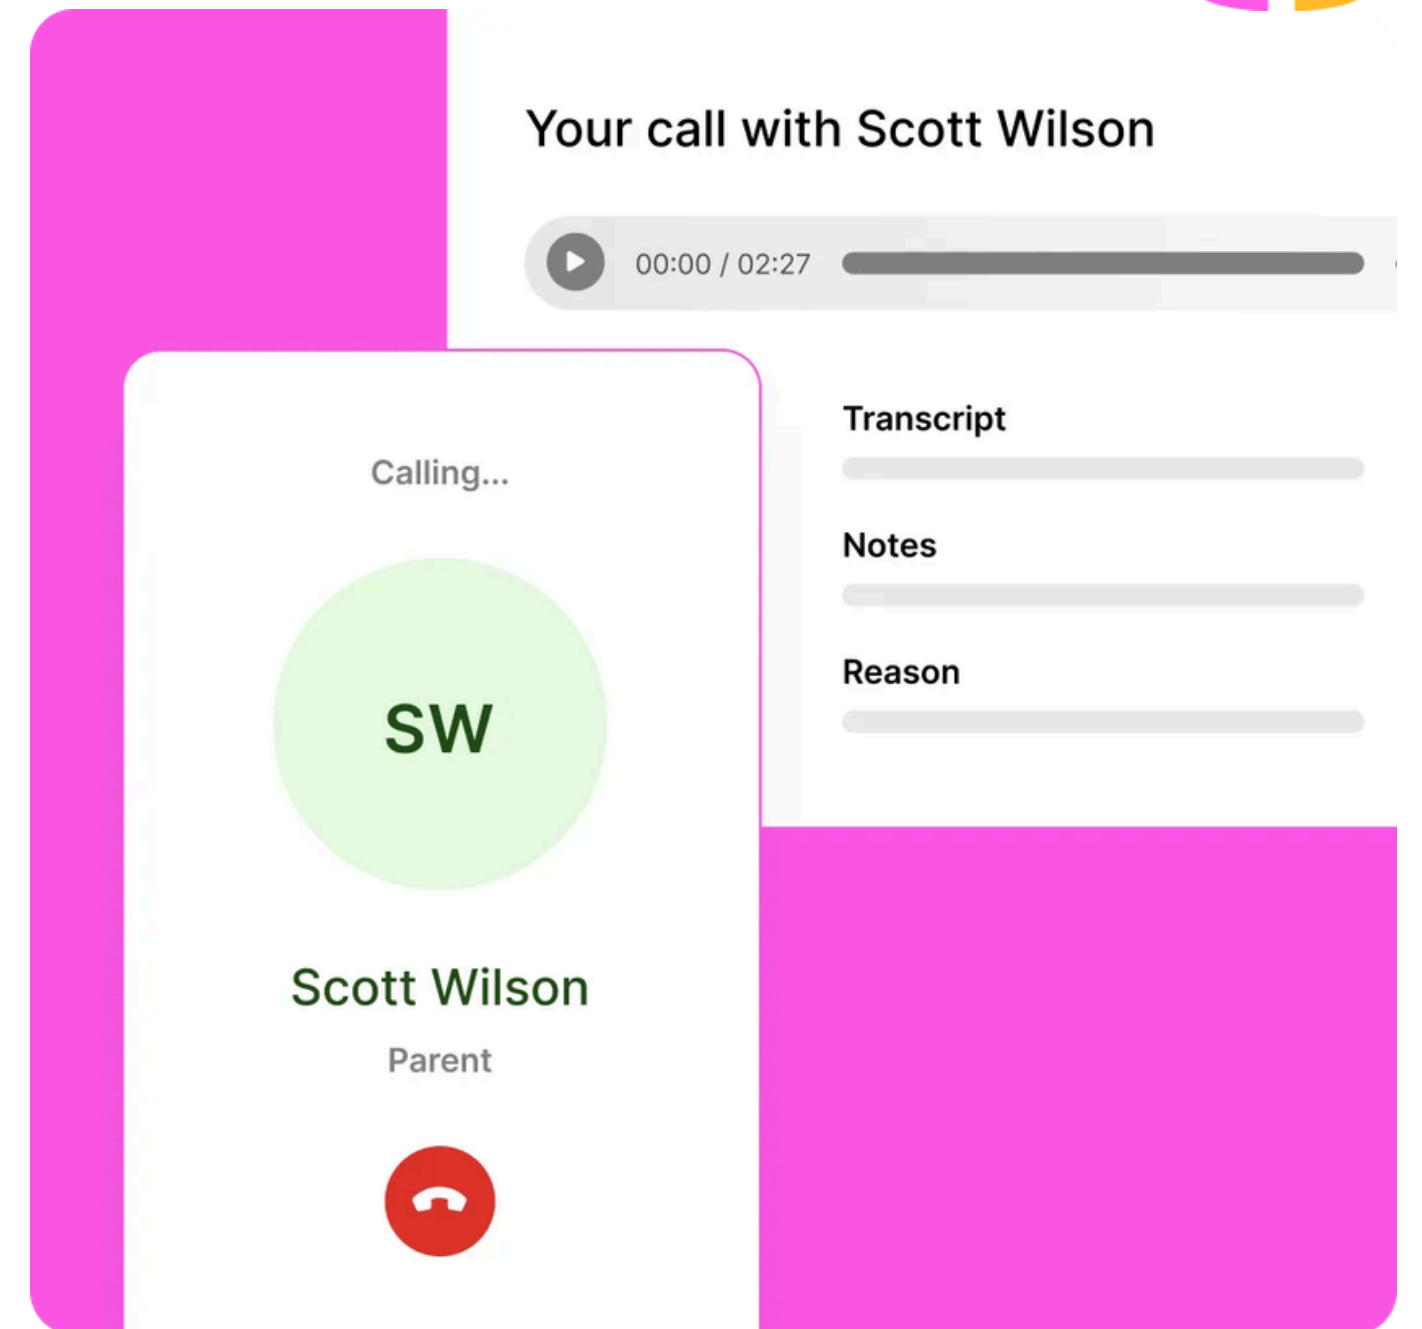 Your call with Scott Wilson
00:00 / 02:27
Transcript
Notes
Reason
Calling...
SW
Scott Wilson
Parent